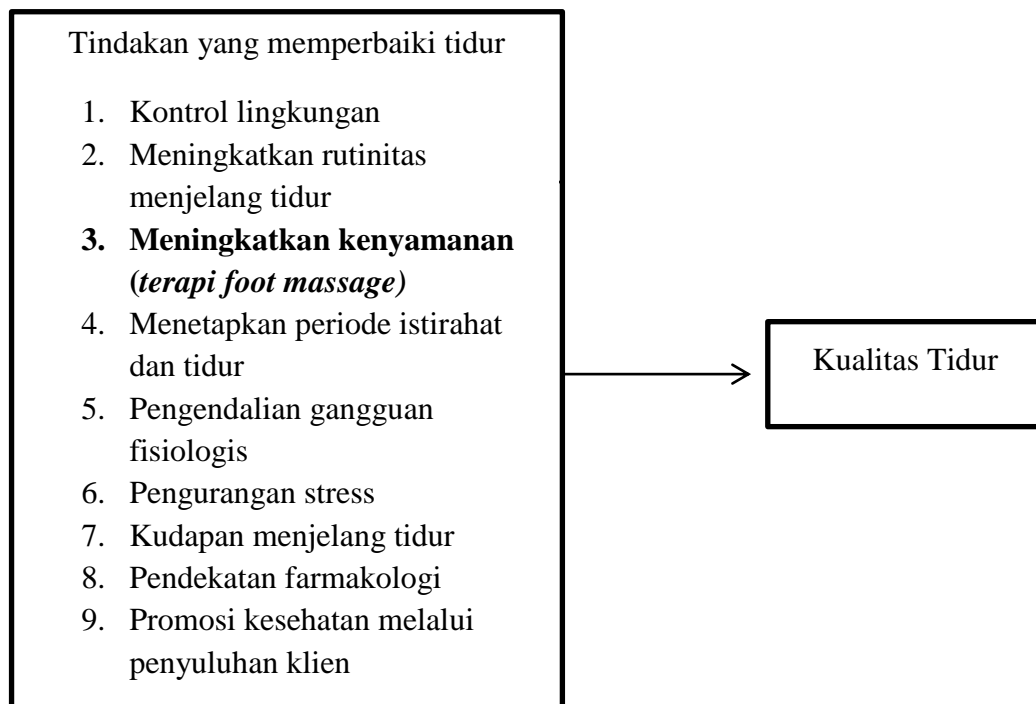 Tindakan yang memperbaiki tidur
1. Kontrol lingkungan
2. Meningkatkan rutinitas
menjelang tidur
3. Meningkatkan kenyamanan
(terapi foot massage)
4. Menetapkan periode istirahat
dan tidur
5. Pengendalian gangguan
fisiologis
6. Pengurangan stress
7. Kudapan menjelang tidur
8. Pendekatan farmakologi
9. Promosi kesehatan melalui
penyuluhan klien
Kualitas Tidur